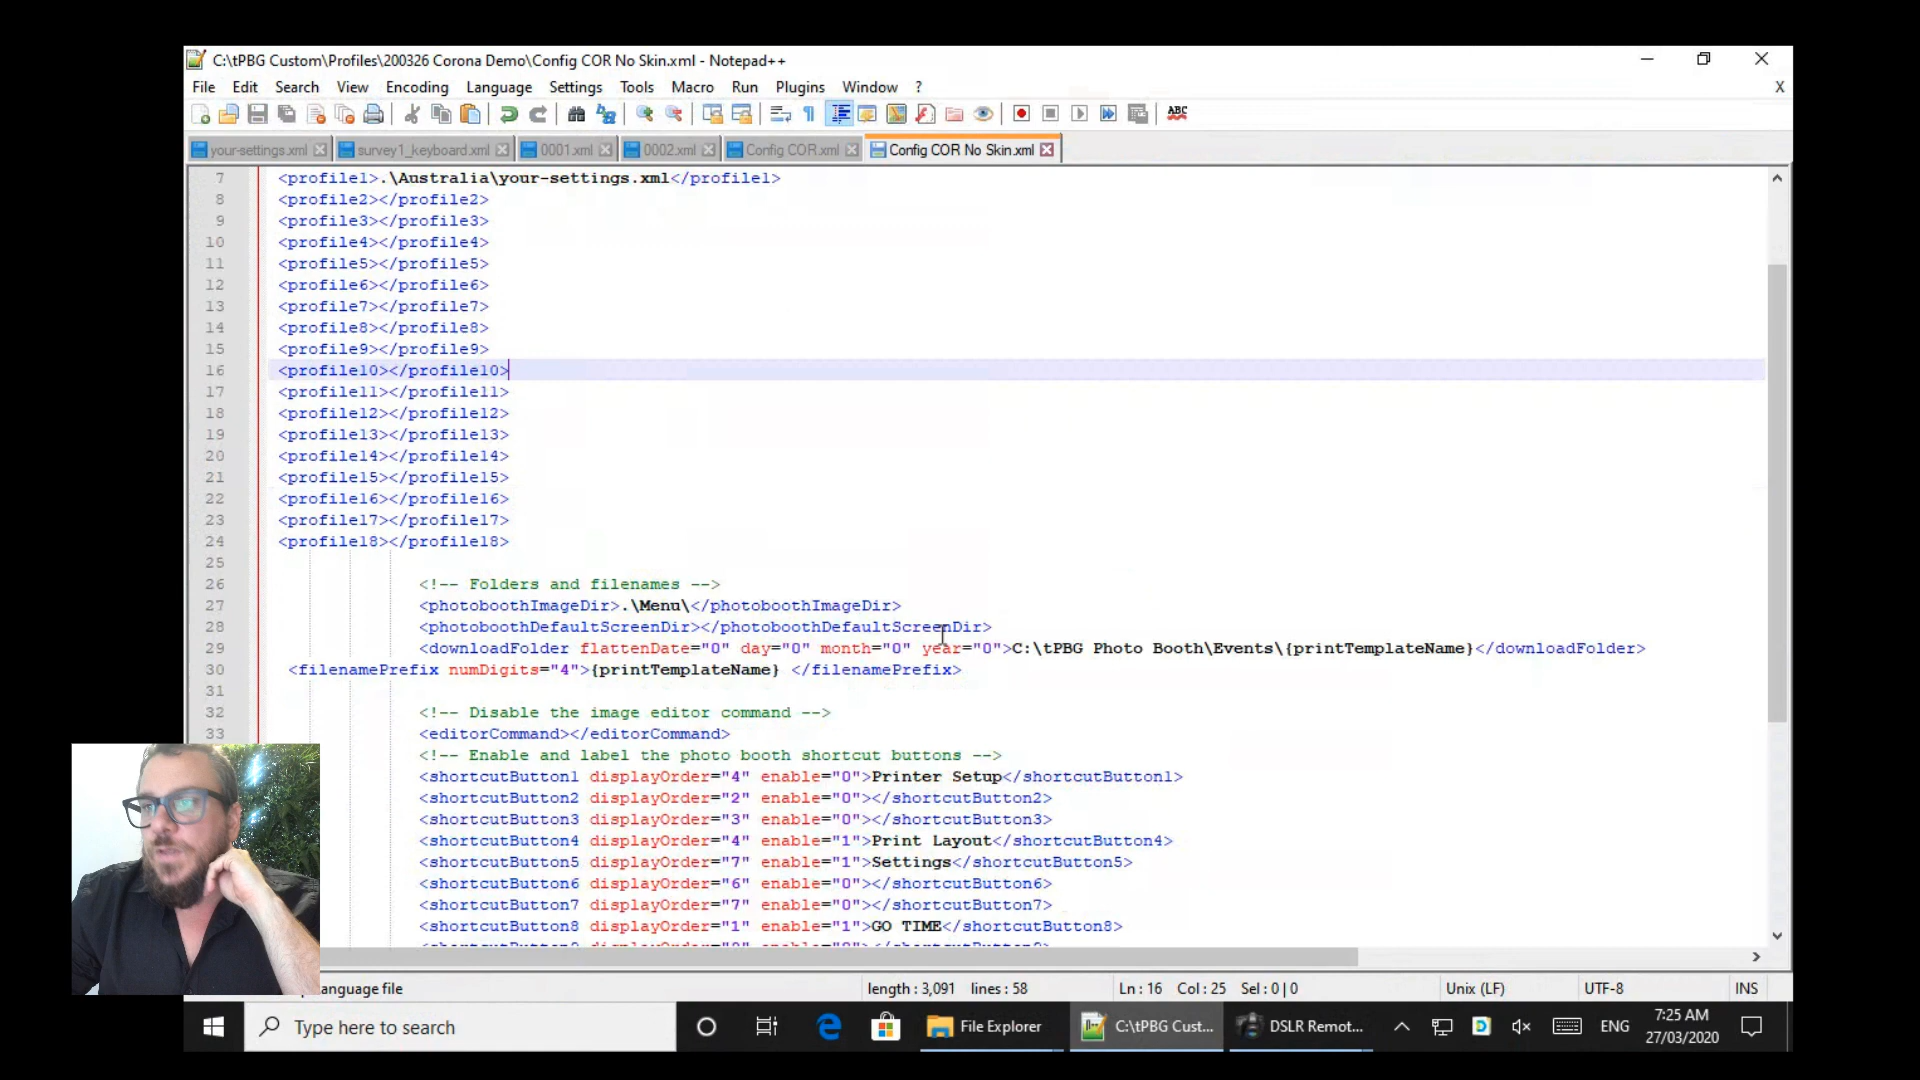 C:\tPBG Custom\Profiles\200326 Corona Demo\Config COR No Skin.xml - Notepad++
File Edit Search View Encoding Language Settings Tools Macro Run Plugins Window ? X
ABC
your-settings.xml survey1_keyboard.xml 0001.xml 0002.xml Config COR.xml Config COR No Skin.xml
7 <profile1>.\Australia\your-settings.xml</profile1>
8 <profile2></profile2>
9 <profile3></profile3>
10 <profile4></profile4>
11 <profile5></profile5>
12 <profile6></profile6>
13 <profile7></profile7>
14 <profile8></profile8>
15 <profile9></profile9>
16 <profile10></profile10>
17 <profile11></profile11>
18 <profile12></profile12>
19 <profile13></profile13>
20 <profile14></profile14>
21 <profile15></profile15>
22 <profile16></profile16>
23 <profile17></profile17>
24 <profile18></profile18>
25
26 <!-- Folders and filenames -->
27 <photoboothImageDir>.\Menu\</photoboothImageDir>
28 <photoboothDefaultScreenDir></photoboothDefaultScreenDir>
29 <downloadFolder flattenDate="0" day="0" month="0" year="0">C:\tPBG Photo Booth\Events\{printTemplateName}</downloadFolder>
30 <filenamePrefix numDigits="4">{printTemplateName} </filenamePrefix>
31
32 <!-- Disable the image editor command -->
33 <editorCommand></editorCommand>
<!-- Enable and label the photo booth shortcut buttons -->
<shortcutButton1 displayOrder="4" enable="0">Printer Setup</shortcutButton1>
<shortcutButton2 displayOrder="2" enable="0"></shortcutButton2>
<shortcutButton3 displayOrder="3" enable="0"></shortcutButton3>
<shortcutButton4 displayOrder="4" enable="1">Print Layout</shortcutButton4>
<shortcutButton5 displayOrder="7" enable="1">Settings</shortcutButton5>
<shortcutButton6 displayOrder="6" enable="0"></shortcutButton6>
<shortcutButton7 displayOrder="7" enable="0"></shortcutButton7>
<shortcutButton8 displayOrder="1" enable="1">GO TIME</shortcutButton8>
language file length : 3,091 lines : 58 Ln : 16 Col : 25 Sel : 0 | 0 Unix (LF) UTF-8 INS
Type here to search File Explorer C:\tPBG Cust... DSLR Remot... ENG 7:25 AM
27/03/2020